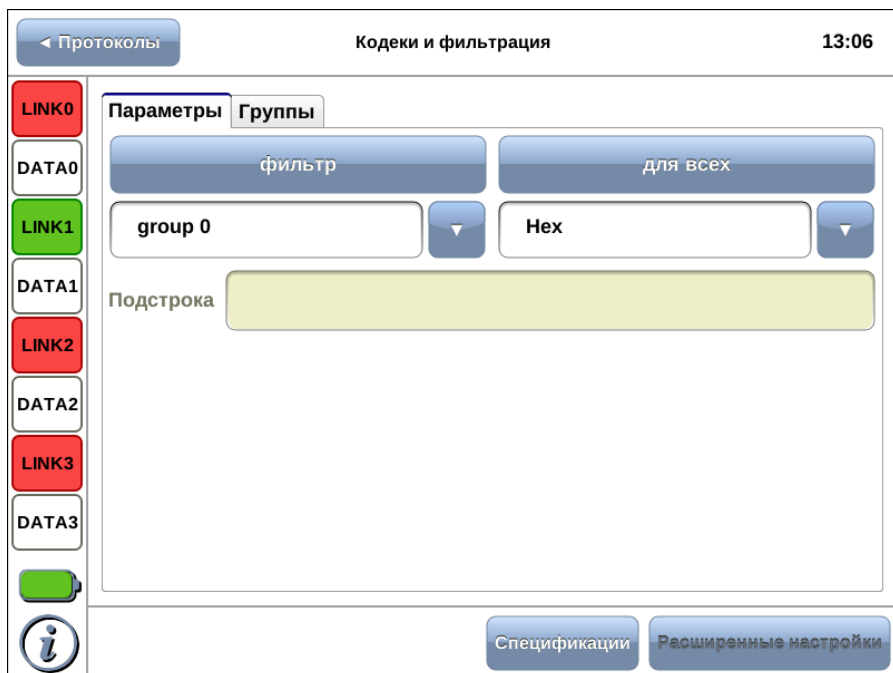 ◄ Протоколы
Кодеки и фильтрация
13:06
LINK0
DATA0
LINK1
DATA1
LINK2
DATA2
LINK3
DATA3
Параметры
Группы
фильтр
для всех
group 0
Hex
Подстрока
i
Спецификации
Расширенные настройки